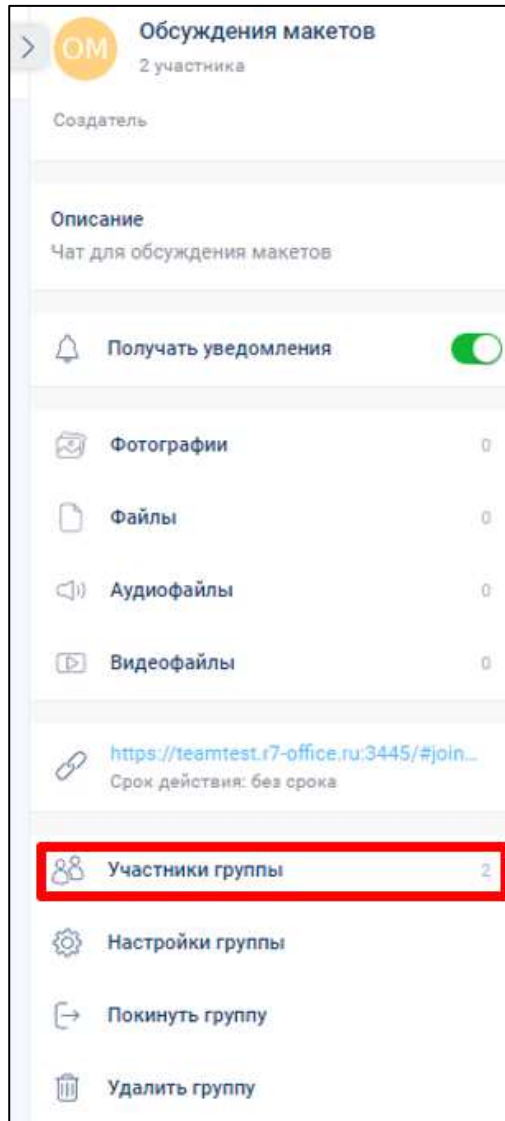 ОМ
Обсуждения макетов
2 участника
Создатель
Описание
Чат для обсуждения макетов
Получать уведомления
Фотографии 0
Файлы 0
Аудиофайлы 0
Видеофайлы 0
https://teamtest.r7-office.ru:3445/#join...
Срок действия: без срока
Участники группы 2
Настройки группы
Покинуть группу
Удалить группу